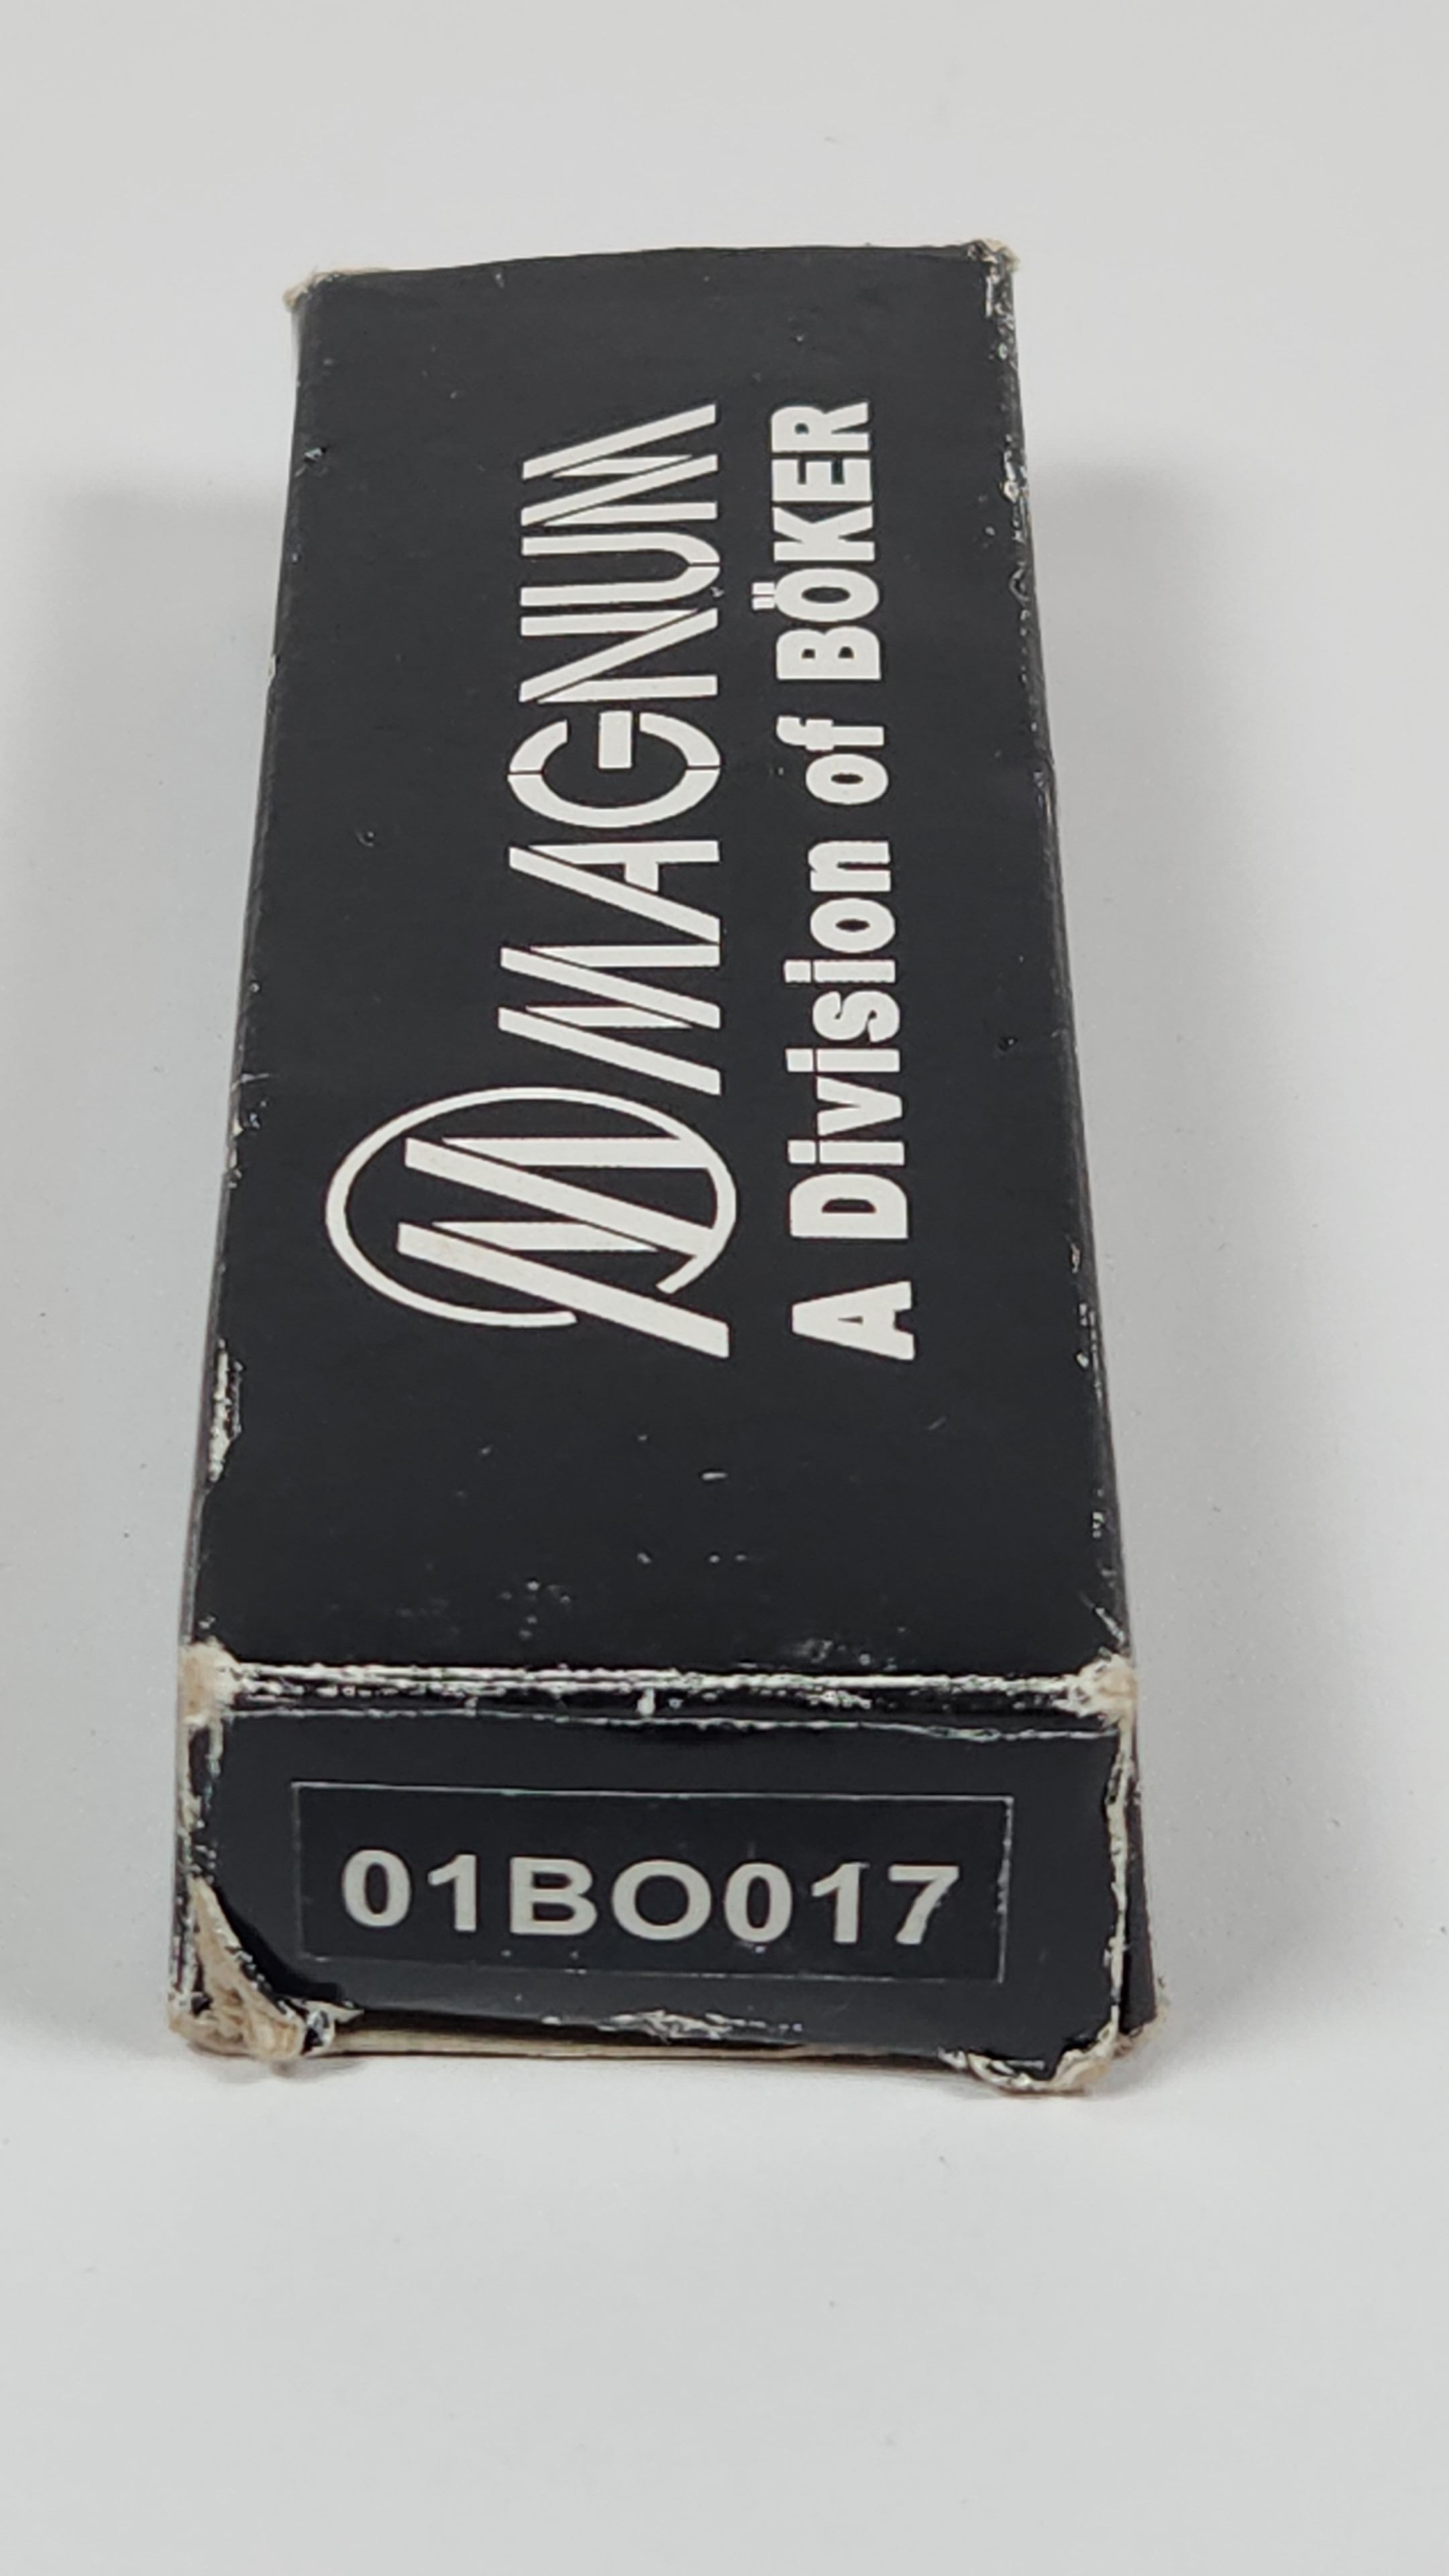 MAGNUM
A Division of BÖKER
01BO017